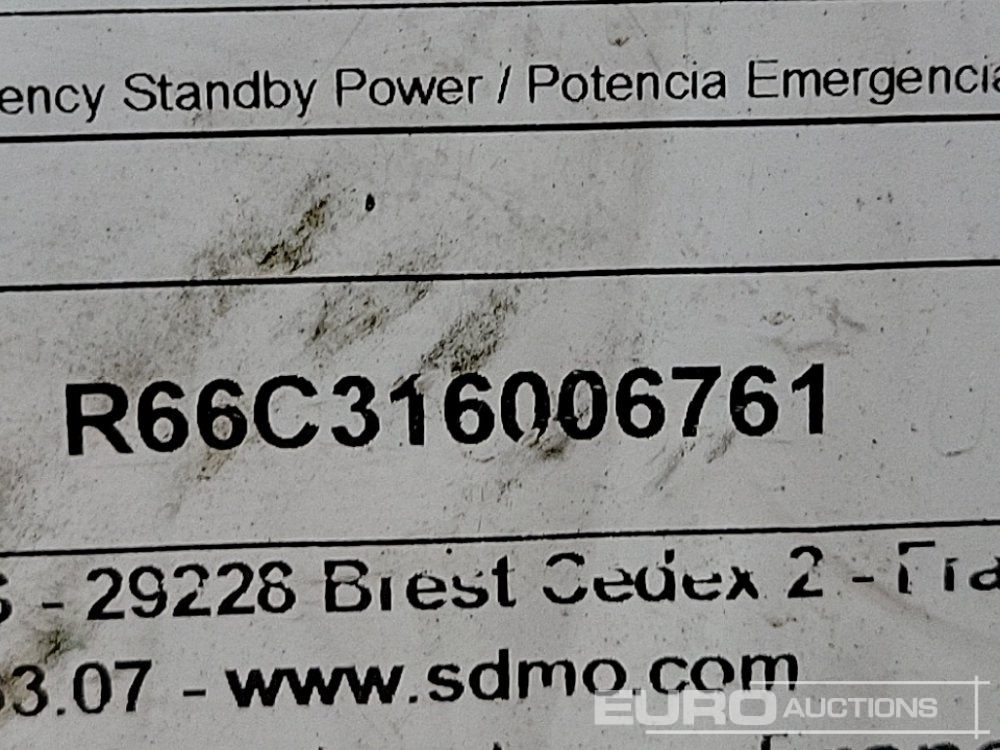 ency Standby Power / Potencia Emergencia
R66C316006761
- 29228 Brest Cedex 2 -
3.07 - www.sdmo.com
EURO AUCTIONS